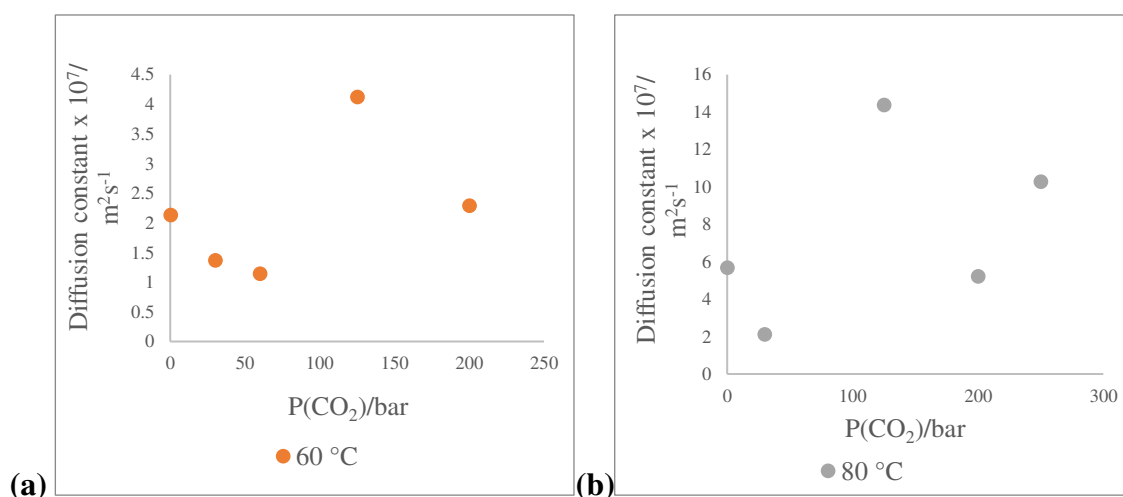 4.5
4
3.5
3
2.5
2
1.5
1
0.5
0
0 50 100 150 200 250
Diffusion constant x 10⁷/
m²s⁻¹
P(CO₂)/bar
60 °C
(a)
16
14
12
10
8
6
4
2
0
0 100 200 300
Diffusion constant x 10⁷/
m²s⁻¹
P(CO₂)/bar
80 °C
(b)